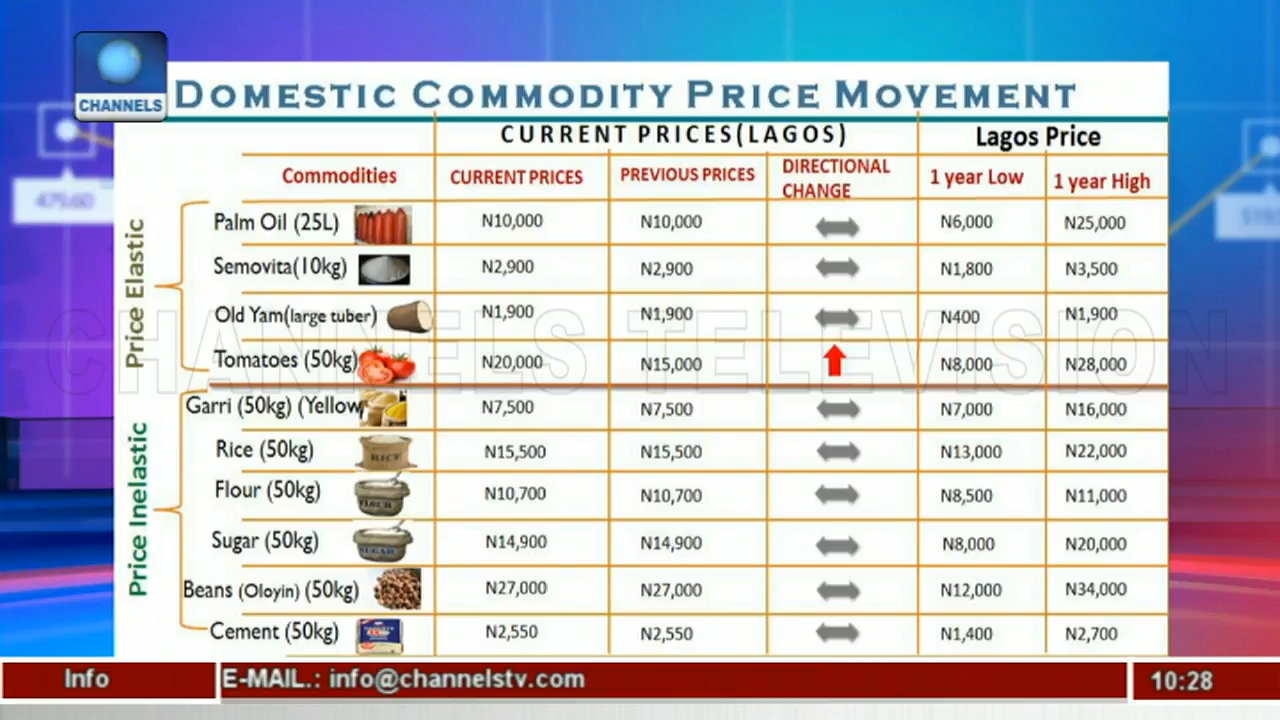 CHANNELS
DOMESTIC COMMODITY PRICE MOVEMENT
CURRENT PRICES(LAGOS) Lagos Price
Commodities CURRENT PRICES PREVIOUS PRICES DIRECTIONAL CHANGE 1 year Low 1 year High
Price Elastic
Palm Oil (25L) N10,000 N10,000 N6,000 N25,000
Semovita(10kg) N2,900 N2,900 N1,800 N3,500
Old Yam(large tuber) N1,900 N1,900 N400 N1,900
Tomatoes (50kg) N20,000 N15,000 N8,000 N28,000
Price Inelastic
Garri (50kg) (Yellow N7,500 N7,500 N7,000 N16,000
Rice (50kg) RICE N15,500 N15,500 N13,000 N22,000
Flour (50kg) FLOUR N10,700 N10,700 N8,500 N11,000
Sugar (50kg) SUGAR N14,900 N14,900 N8,000 N20,000
Beans (Oloyin) (50kg) N27,000 N27,000 N12,000 N34,000
Cement (50kg) N2,550 N2,550 N1,400 N2,700
CHANNELS TELEVISION
475.60
Info E-MAIL.: info@channelstv.com 10:28